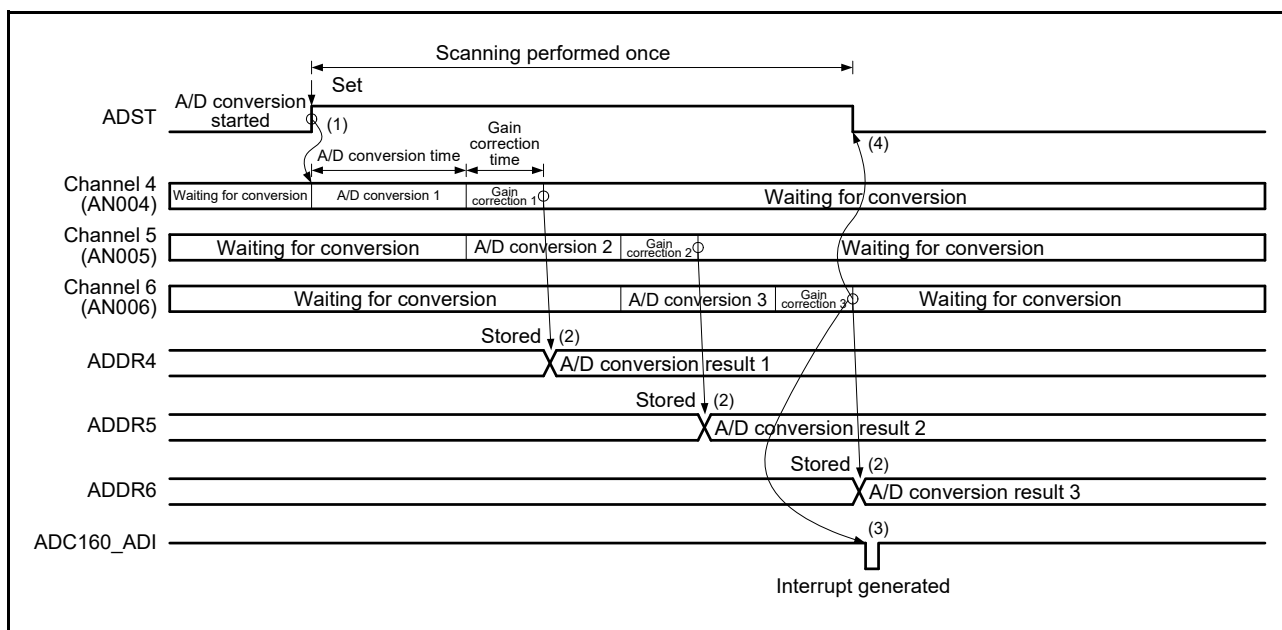 Scanning performed once
Set
ADST
A/D conversion
started
(1)
(4)
A/D conversion time
Gain
correction
time
Channel 4
(AN004)
Waiting for conversion
A/D conversion 1
Gain
correction 1
Waiting for conversion
Channel 5
(AN005)
Waiting for conversion
A/D conversion 2
Gain
correction 2
Waiting for conversion
Channel 6
(AN006)
Waiting for conversion
A/D conversion 3
Gain
correction 3
Waiting for conversion
Stored (2)
ADDR4
A/D conversion result 1
Stored (2)
ADDR5
A/D conversion result 2
Stored (2)
ADDR6
A/D conversion result 3
ADC160_ADI
(3)
Interrupt generated